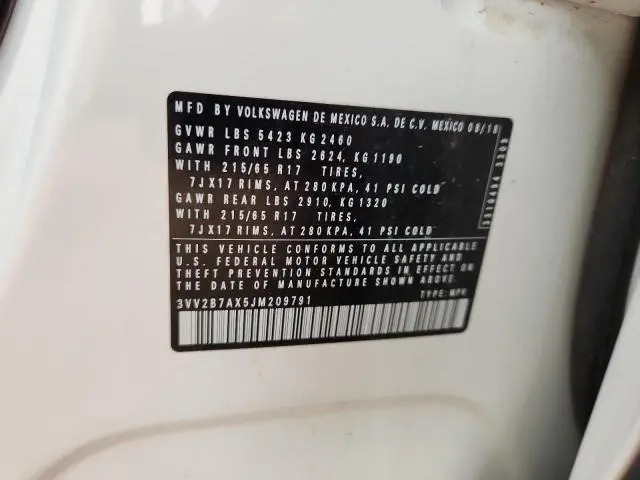 MFD BY VOLKSWAGEN DE MEXICO S.A. DE C.V. MEXICO 06/18
GVWR LBS 5423 KG 2460
GAWR FRONT LBS 2624, KG 1190
WITH 215/65 R17 TIRES,
7JX17 RIMS, AT 280 KPA, 41 PSI COLD
GAWR REAR LBS 2910, KG 1320
WITH 215/65 R17 TIRES,
7JX17 RIMS, AT 280 KPA, 41 PSI COLD
THIS VEHICLE CONFORMS TO ALL APPLICABLE
U.S. FEDERAL MOTOR VEHICLE SAFETY AND
THEFT PREVENTION STANDARDS IN EFFECT ON
THE DATE OF MANUFACTURE SHOWN ABOVE.
3VV2B7AX5JM209791 TYPE: MPV